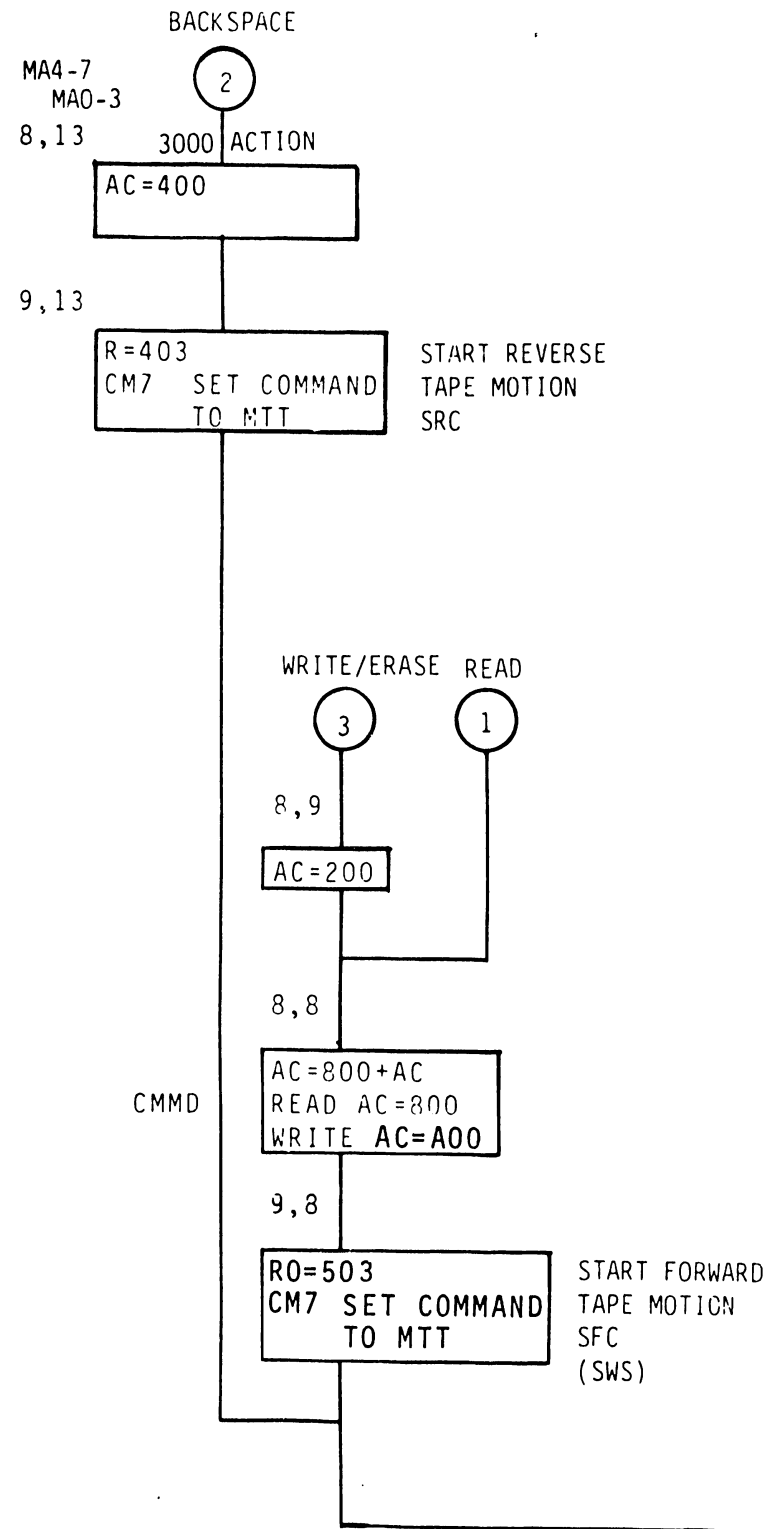 BACKSPACE
MA4-7
MA0-3
2
8,13
3000 ACTION
AC=400
9,13
R=403
CM7 SET COMMAND
TO MTT
START REVERSE
TAPE MOTION
SRC
WRITE/ERASE READ
3
1
8,9
AC=200
8,8
AC=800+AC
READ AC=800
WRITE AC=A00
CMMD
9,8
R0=503
CM7 SET COMMAND
TO MTT
START FORWARD
TAPE MOTION
SFC
(SWS)